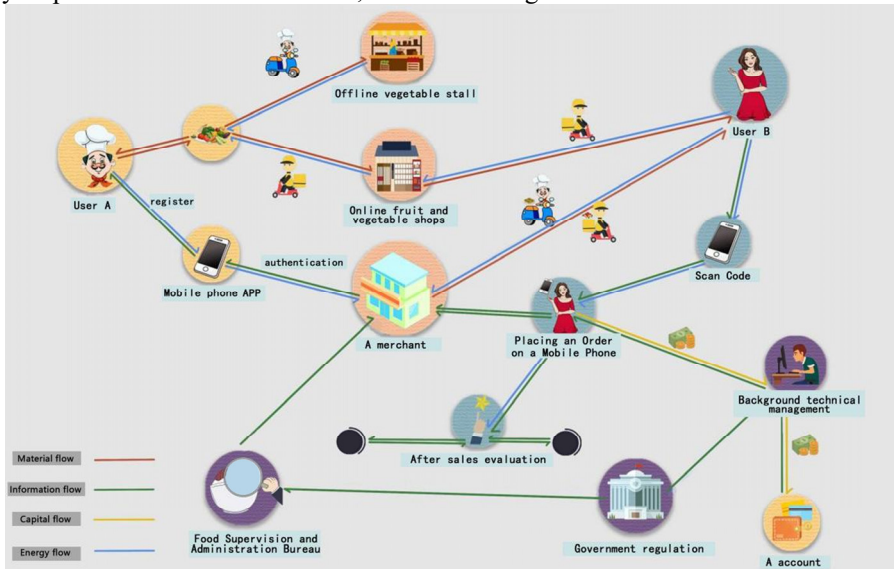 Offline vegetable stall
User B
User A
register
Online fruit and
vegetable shops
authentication
Mobile phone APP
Scan Code
A merchant
Placing an Order
on a Mobile Phone
Background technical
management
After sales evaluation
Material flow
Information flow
Capital flow
Energy flow
Food Supervision and
Administration Bureau
Government regulation
A account